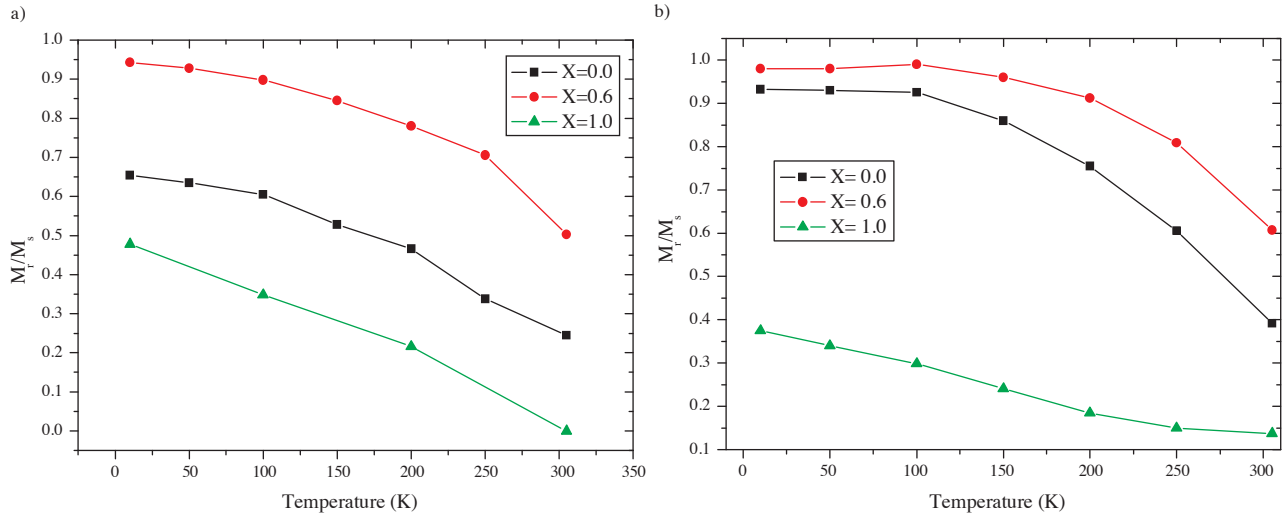 a)
1.0
0.9
0.8
0.7
0.6
0.5
0.4
0.3
0.2
0.1
0.0
M_r/M_s
X=0.0
X=0.6
X=1.0
0 50 100 150 200 250 300 350
Temperature (K)
b)
1.0
0.9
0.8
0.7
0.6
0.5
0.4
0.3
0.2
0.1
M_r/M_s
X= 0.0
X= 0.6
X= 1.0
0 50 100 150 200 250 300
Temperature (K)